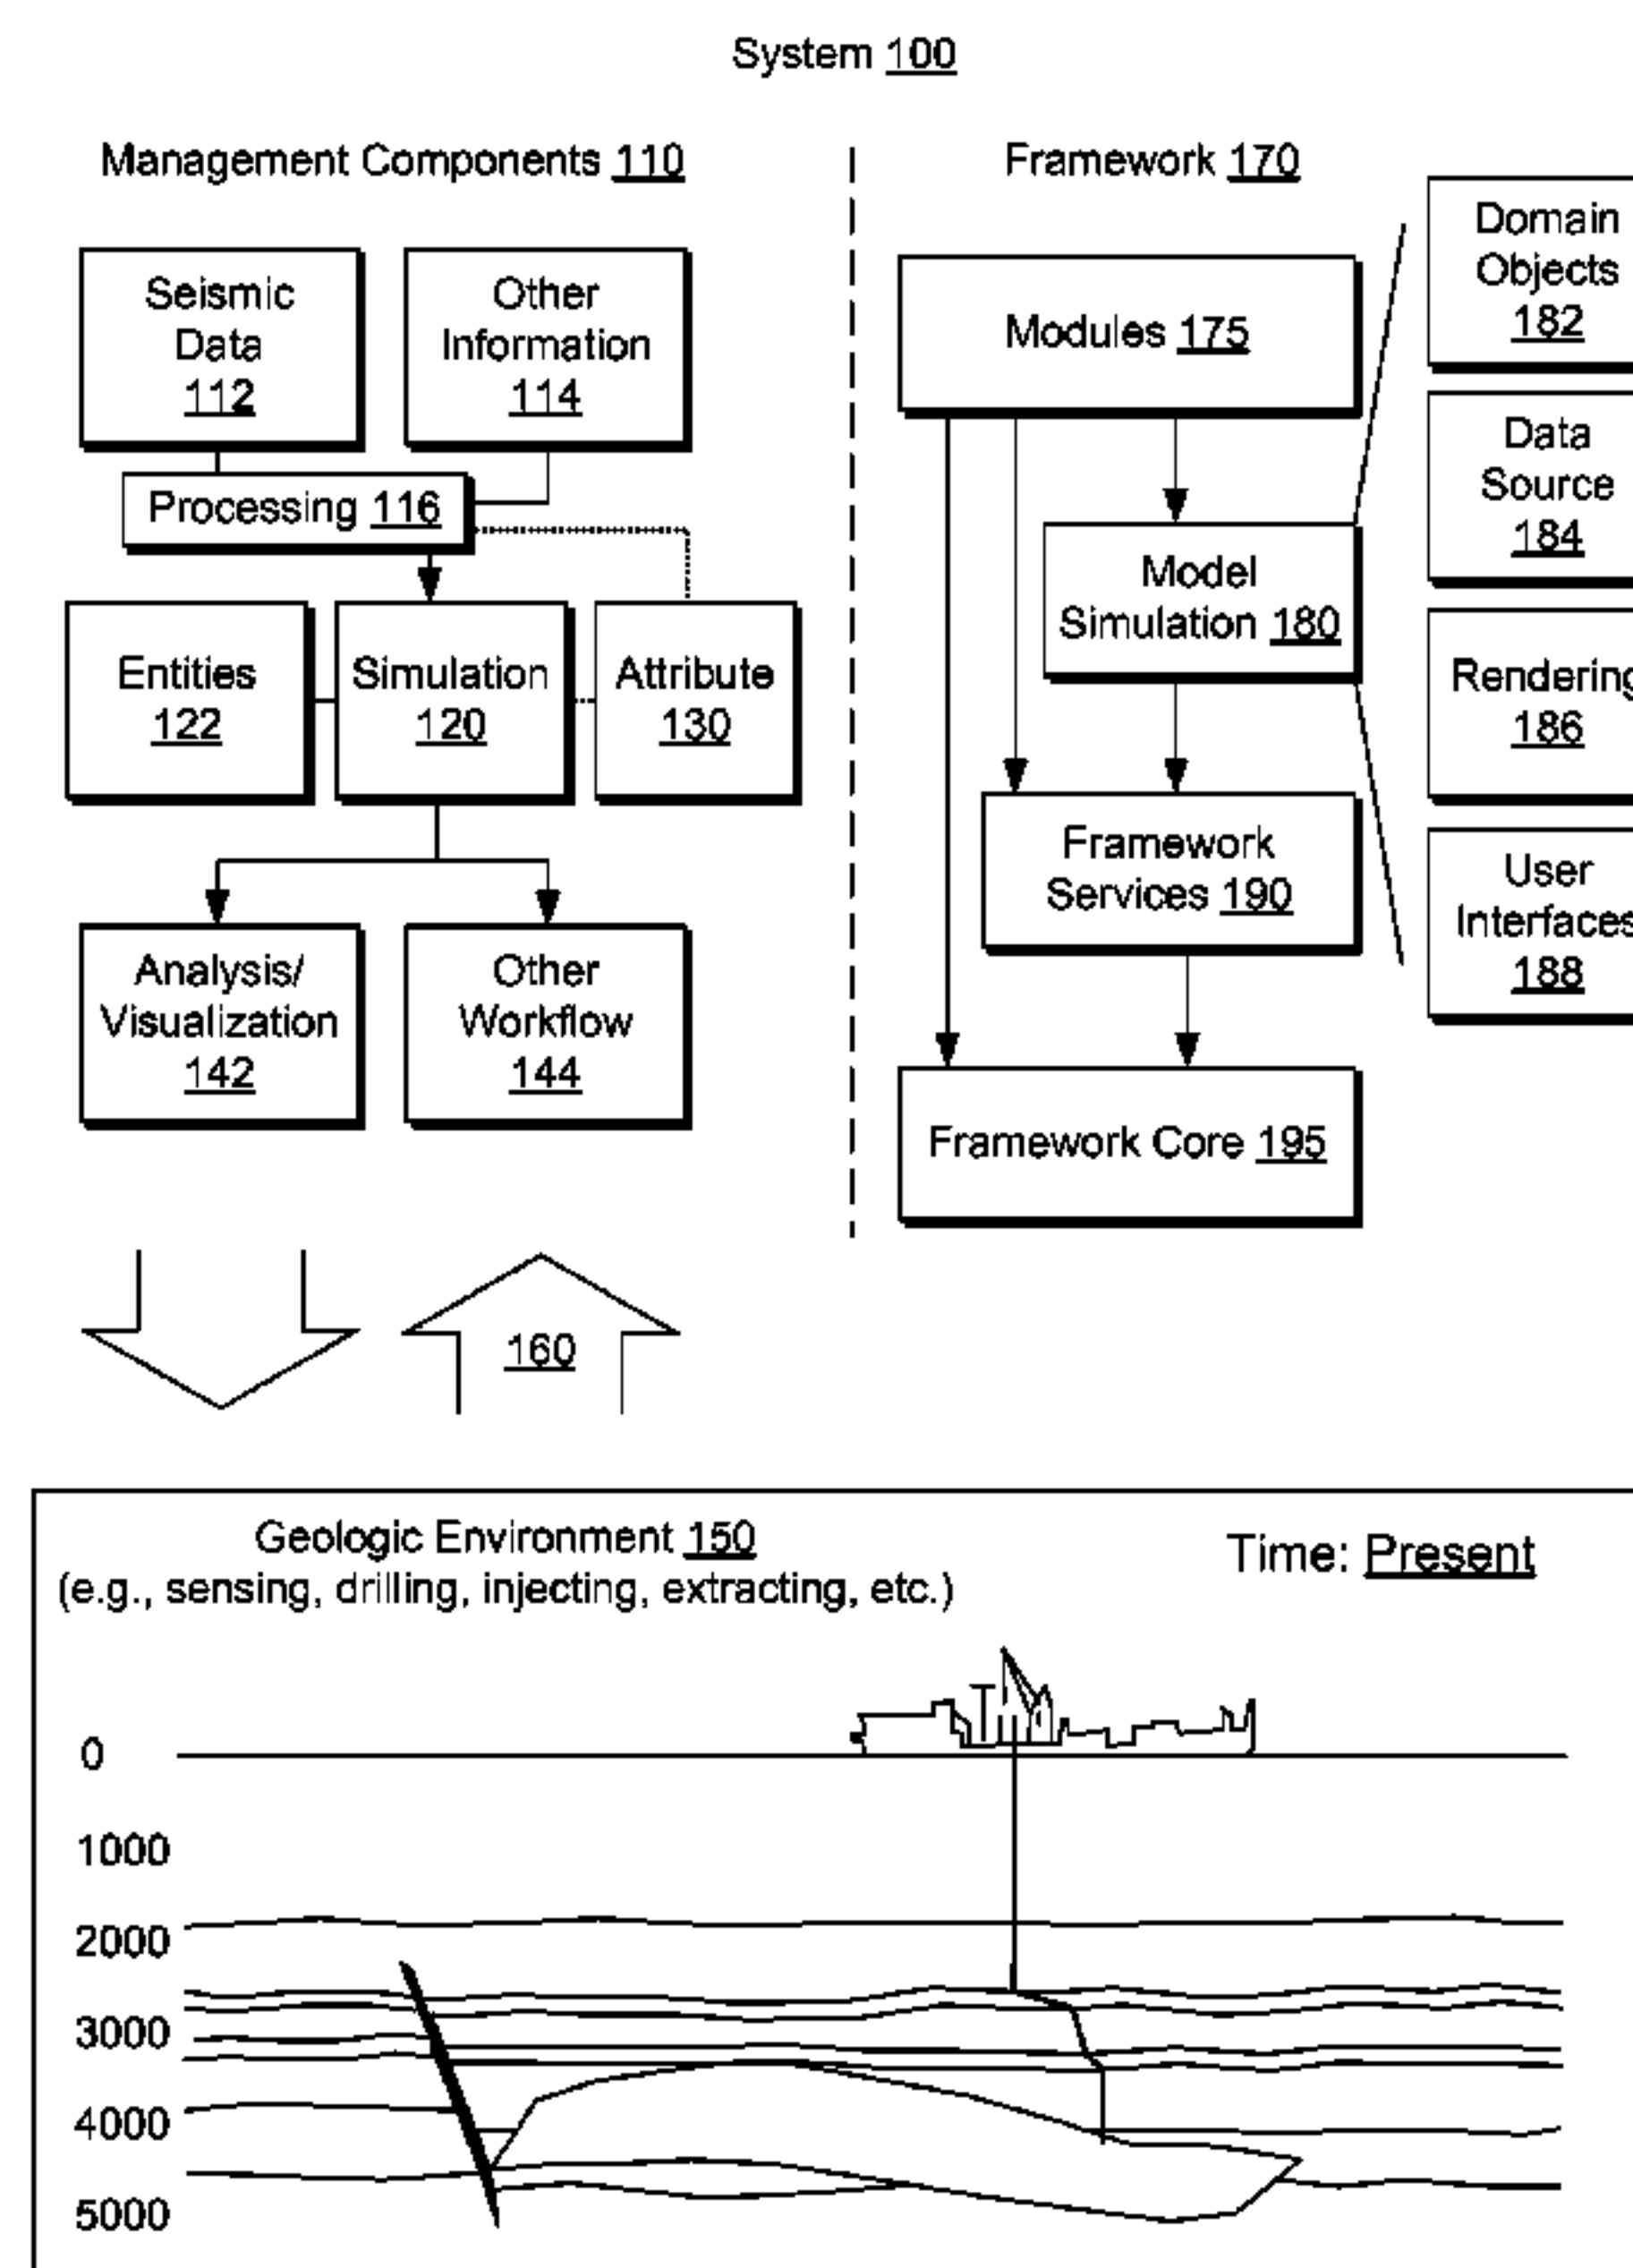 System 100
Management Components 110
Framework 170
Seismic
Data
112
Other
Information
114
Processing 116
Entities
122
Simulation
120
Attribute
130
Analysis/
Visualization
142
Other
Workflow
144
Modules 175
Model
Simulation 180
Framework
Services 190
Framework Core 195
Domain
Objects
182
Data
Source
184
Rendering
186
User
Interfaces
188
160
Geologic Environment 150
(e.g., sensing, drilling, injecting, extracting, etc.)
Time: Present
0
1000
2000
3000
4000
5000